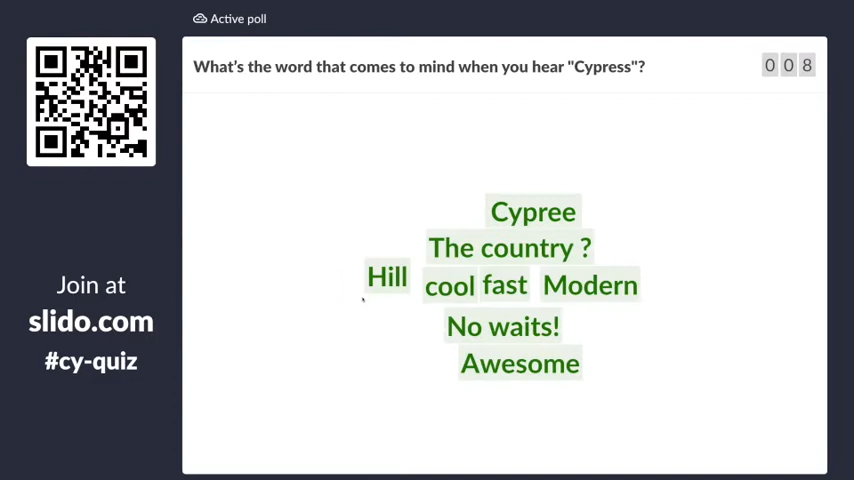 Active poll
What's the word that comes to mind when you hear "Cypress"?
008
Cypree
The country ?
Hill
cool
fast
Modern
No waits!
Awesome
Join at
slido.com
#cy-quiz